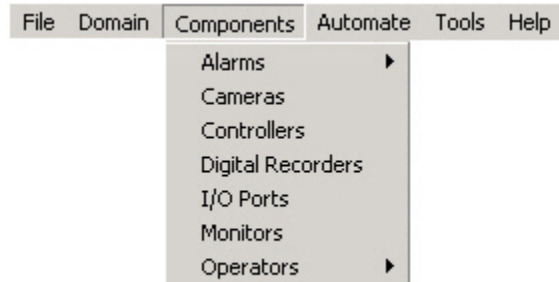 File Domain Components Automate Tools Help
Alarms
Cameras
Controllers
Digital Recorders
I/O Ports
Monitors
Operators